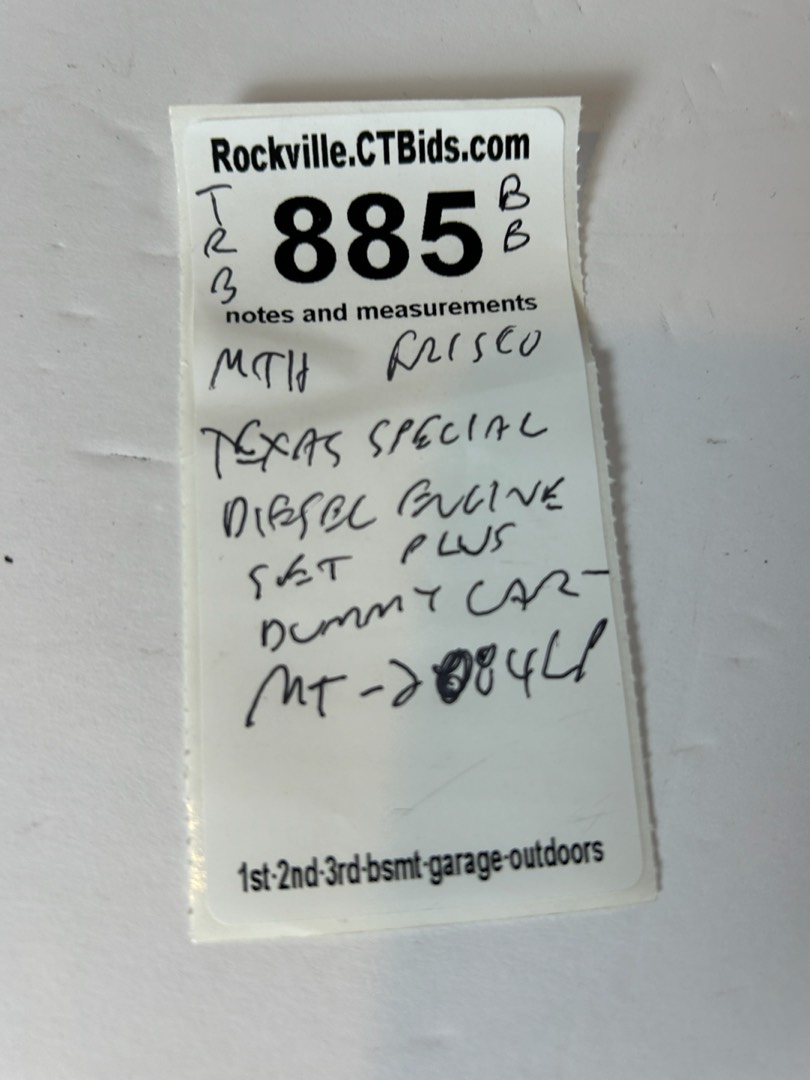 Rockville.CTBids.com
T R B 885 B B
notes and measurements
MTH FRISCO
TEXAS SPECIAL
DIESEL ENGINE
SET PLUS
DUMMY CAR-
1st-2nd-3rd-bsmt-garage-outdoors